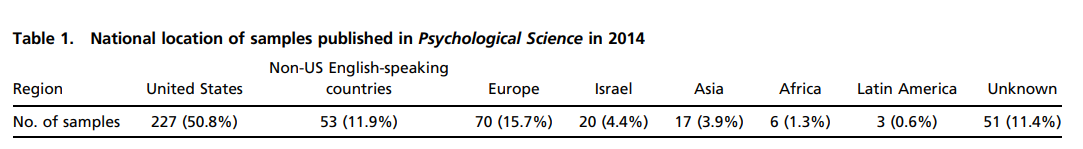 Table 1. National location of samples published in Psychological Science in 2014
Non-US English-speaking
Region United States countries Europe Israel Asia Africa Latin America Unknown
No. of samples 227 (50.8%) 53 (11.9%) 70 (15.7%) 20 (4.4%) 17 (3.9%) 6 (1.3%) 3 (0.6%) 51 (11.4%)